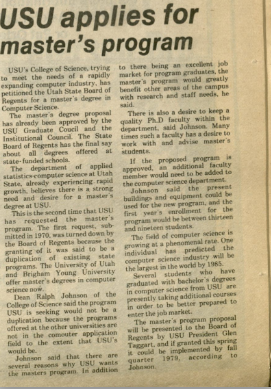 USU applies for
master's program
USU's College of Science, trying
to meet the needs of a rapidly
expanding computer industry, has
petitioned the Utah State Board of
Regents for a master's degree in
Computer Science.
The master's degree proposal
has already been approved by the
USU Graduate Coucil and the
Institutional Council. The State
Board of Regents has the final say
about all degrees offered at
state-funded schools.
The department of applied
statistics-computer science at Utah
State, already experiencing rapid
growth, believes there is a strong
need and desire for a master's
degree at USU.
This is the second time that USU
has requested the master's
program. The first request, sub-
mitted in 1970, was turned down by
the Board of Regents because the
granting of it was said to be a
duplication of existing state
programs. The University of Utah
and Brigham Young University
offer master's degrees in computer
science now.
Dean Ralph Johnson of the
College of Science said the program
USU is seeking would not be a
duplication because the programs
offered at the other universities are
not in the computer application
field to the extent that USU's
would be.
Johnson said that there are
several reasons why USU wants
the master's program. In addition
to there being an excellent job
market for program graduates, the
master's program would greatly
benefit other areas of the campus
with research and staff needs, he
said.
There is also a desire to keep a
quality Ph.D faculty within the
department, said Johnson. Many
times such a faculty has a desire to
work with and advise master's
students.
If the proposed program is
approved, an additional faculty
member would need to be added to
the computer science department.
Johnson said the present
buildings and equipment could be
used for the new program, and the
first year's enrollment for the
program would be between thirteen
and nineteen students.
The field of computer science is
growing at a phenomenal rate. One
individual has predicted the
computer science industry will be
the largest in the world by 1985.
Several students who have
graduated with bachelor's degrees
in computer science from USU are
presently taking additional courses
in order to be better prepared to
enter the job market.
The master's program proposal
will be presented to the Board of
Regents by USU President Glen
Taggart, and if granted this spring
it could be implemented by fall
quarter 1979, according to
Johnson.